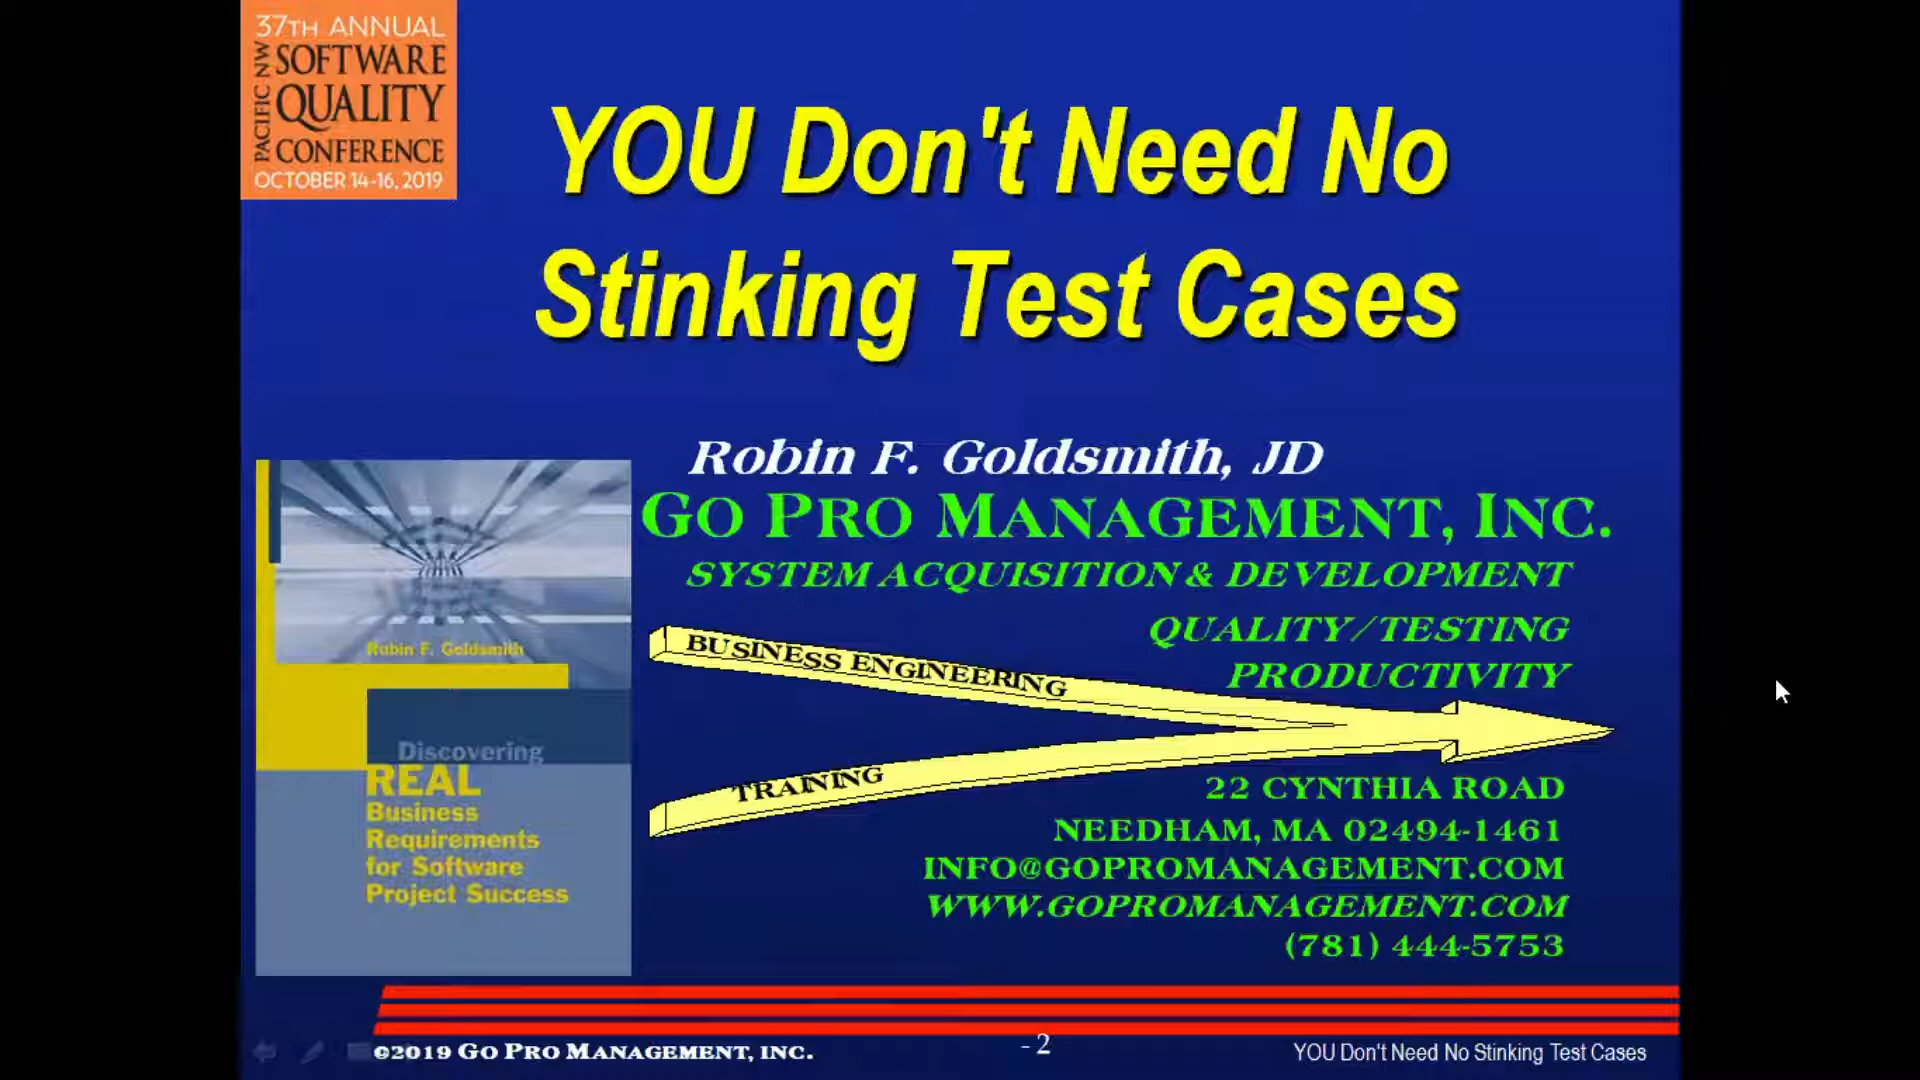 37TH ANNUAL
PACIFIC NW
SOFTWARE
QUALITY
CONFERENCE
OCTOBER 14-16, 2019
YOU Don't Need No
Stinking Test Cases
Robin F. Goldsmith, JD
GO PRO MANAGEMENT, INC.
SYSTEM ACQUISITION & DEVELOPMENT
QUALITY/TESTING
PRODUCTIVITY
BUSINESS ENGINEERING
TRAINING
22 CYNTHIA ROAD
NEEDHAM, MA 02494-1461
INFO@GOPROMANAGEMENT.COM
WWW.GOPROMANAGEMENT.COM
(781) 444-5753
Robin F. Goldsmith
Discovering
REAL
Business
Requirements
for Software
Project Success
©2019 GO PRO MANAGEMENT, INC.
- 2
YOU Don't Need No Stinking Test Cases